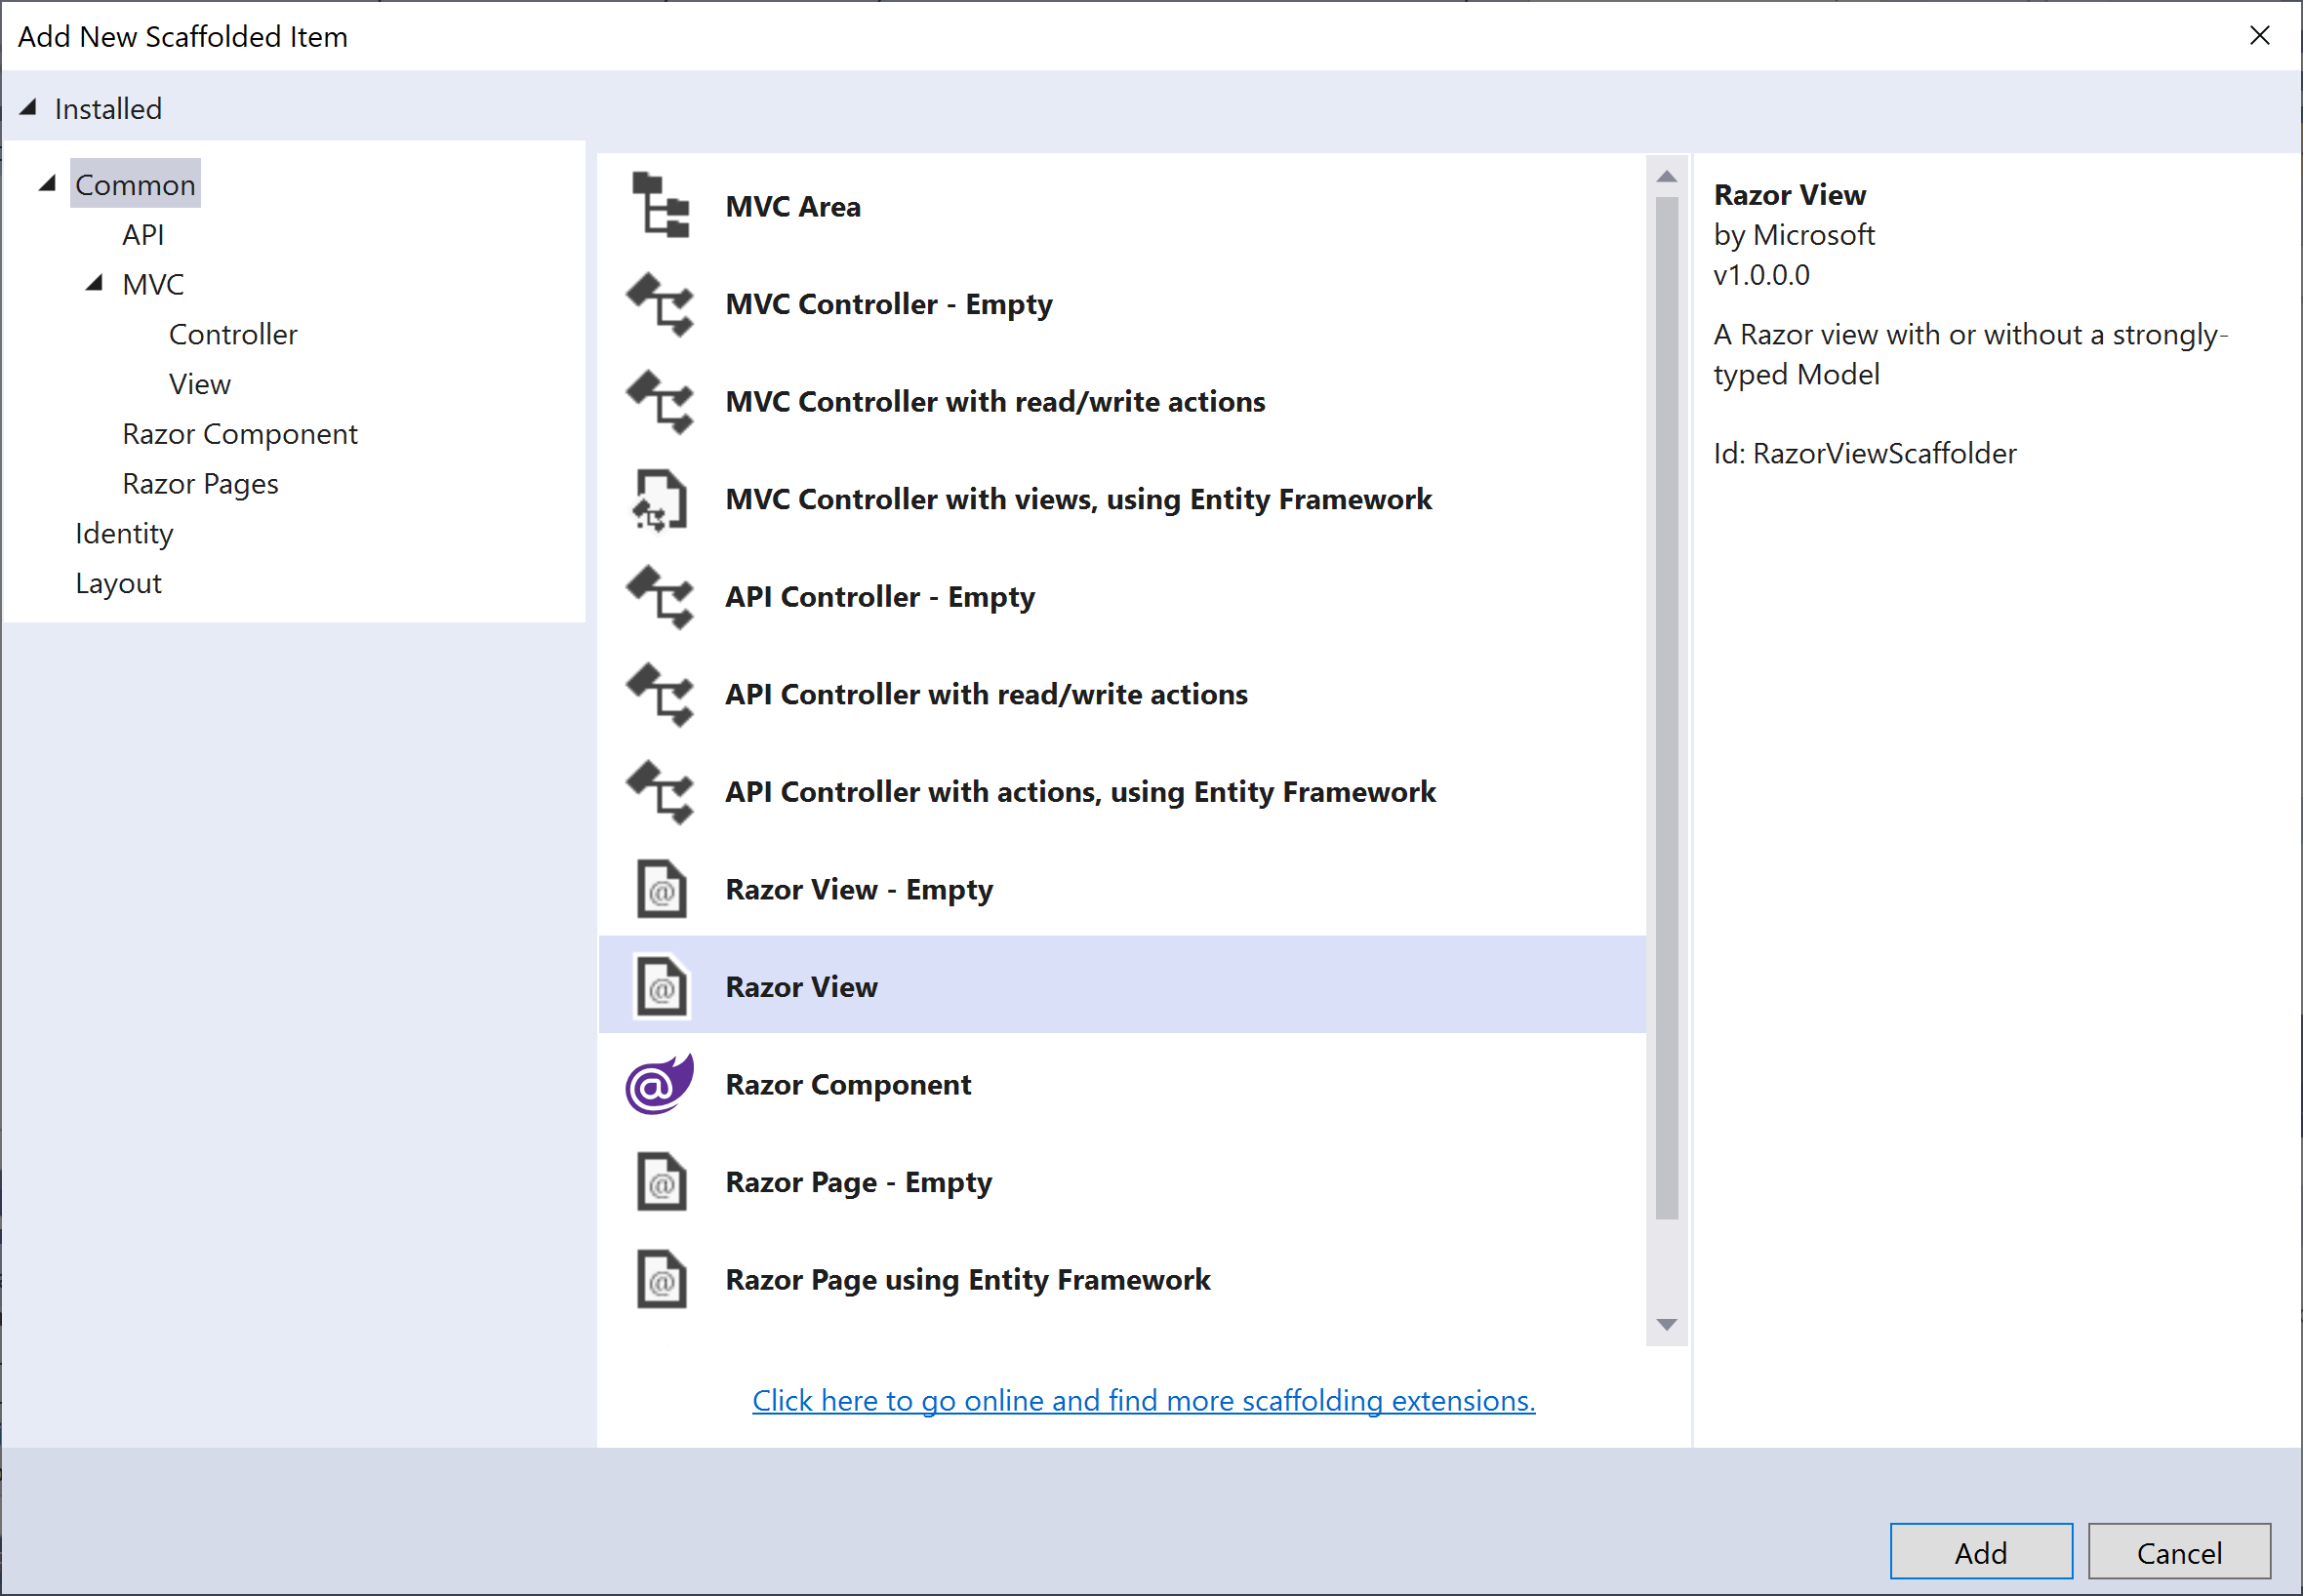 Add New Scaffolded Item
Installed
Common
API
MVC
Controller
View
Razor Component
Razor Pages
Identity
Layout
MVC Area
MVC Controller - Empty
MVC Controller with read/write actions
MVC Controller with views, using Entity Framework
API Controller - Empty
API Controller with read/write actions
API Controller with actions, using Entity Framework
Razor View - Empty
Razor View
Razor Component
Razor Page - Empty
Razor Page using Entity Framework
Click here to go online and find more scaffolding extensions.
Razor View
by Microsoft
v1.0.0.0
A Razor view with or without a strongly-
typed Model
Id: RazorViewScaffolder
Add
Cancel